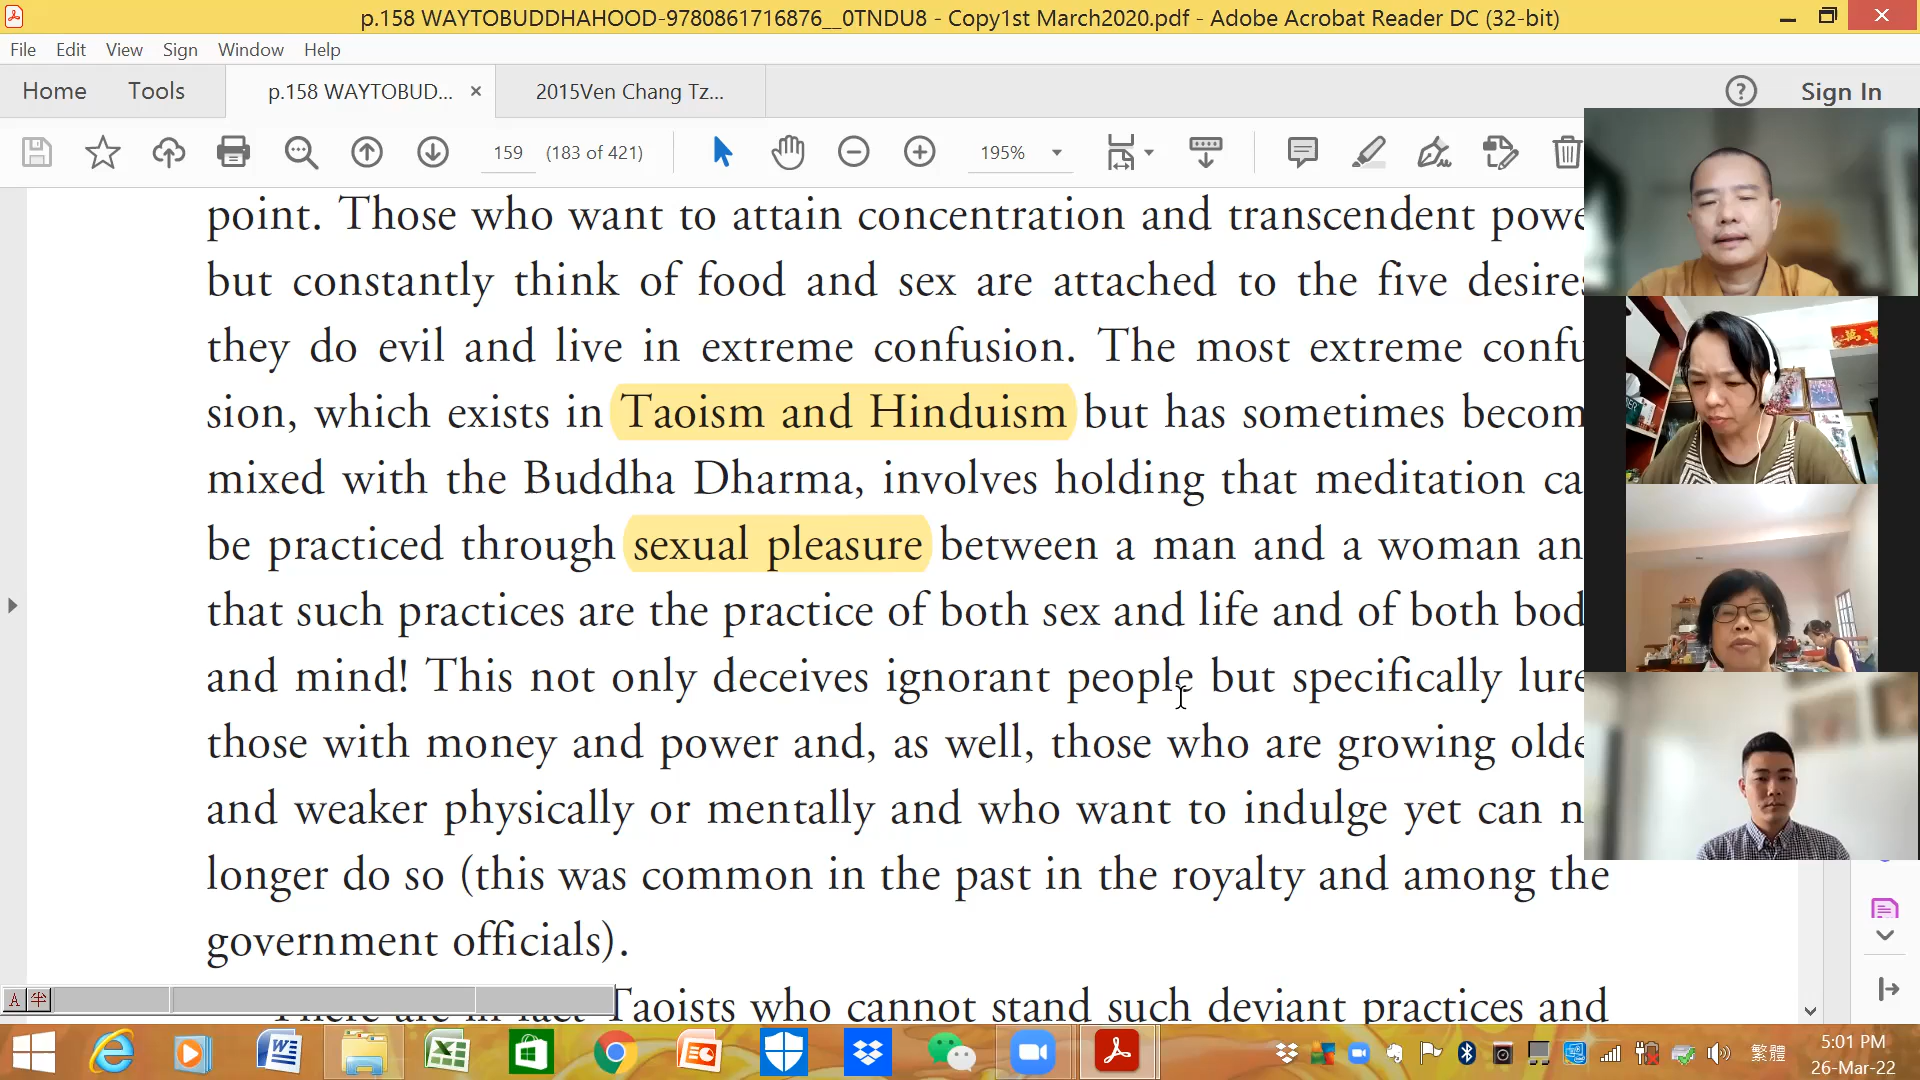 p.158 WAYTOBUDDHAHOOD-9780861716876__0TNDU8 - Copy1st March2020.pdf - Adobe Acrobat Reader DC (32-bit)
File Edit View Sign Window Help
Home Tools p.158 WAYTOBUD... × 2015Ven Chang Tz... Sign In
159 (183 of 421) 195%
point. Those who want to attain concentration and transcendent powe
but constantly think of food and sex are attached to the five desires
they do evil and live in extreme confusion. The most extreme confu
sion, which exists in Taoism and Hinduism but has sometimes becom
mixed with the Buddha Dharma, involves holding that meditation ca
be practiced through sexual pleasure between a man and a woman an
that such practices are the practice of both sex and life and of both bod
and mind! This not only deceives ignorant people but specifically lure
those with money and power and, as well, those who are growing olde
and weaker physically or mentally and who want to indulge yet can n
longer do so (this was common in the past in the royalty and among the
government officials).
There are in fact Taoists who cannot stand such deviant practices and
A 半
繁體
5:01 PM
26-Mar-22